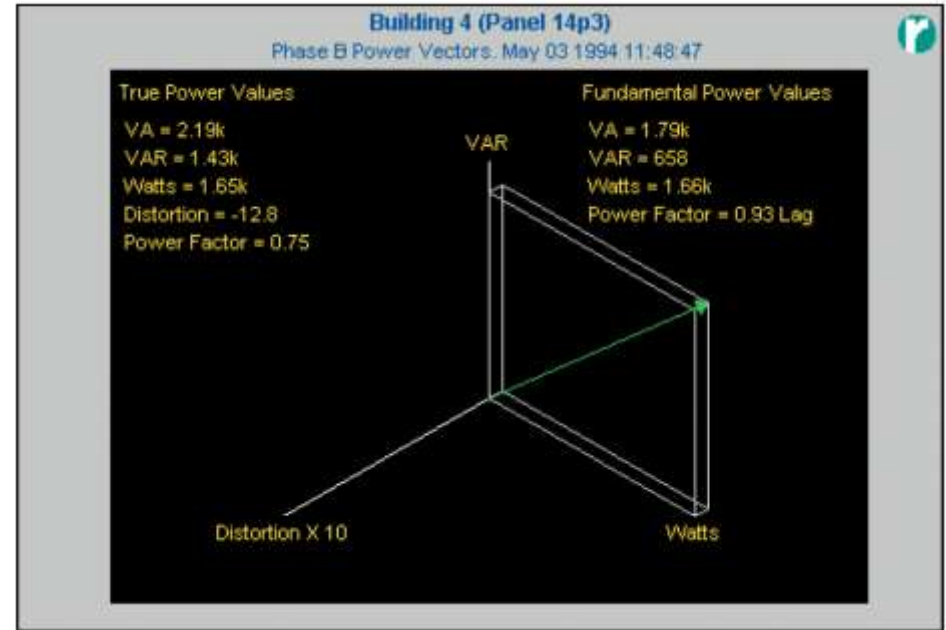 Building 4 (Panel 14p3)
Phase B Power Vectors. May 03 1994 11:48:47
True Power Values
VA = 2.19k
VAR = 1.43k
Watts = 1.65k
Distortion = -12.8
Power Factor = 0.75
Fundamental Power Values
VA = 1.79k
VAR = 658
Watts = 1.66k
Power Factor = 0.93 Lag
VAR
Distortion X 10
Watts
r